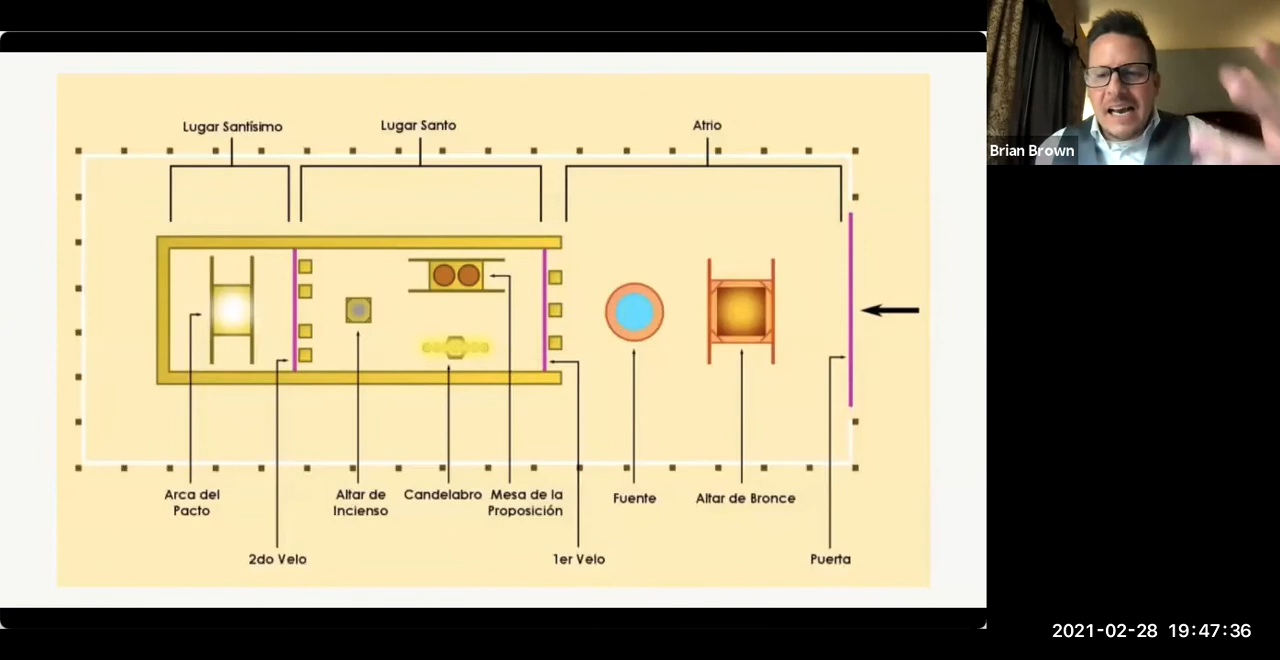 Lugar Santísimo
Lugar Santo
Atrio
Brian Brown
Arca del
Pacto
Altar de
Incienso
Candelabro
Mesa de la
Proposición
Fuente
Altar de Bronce
2do Velo
1er Velo
Puerta
2021-02-28 19:47:36